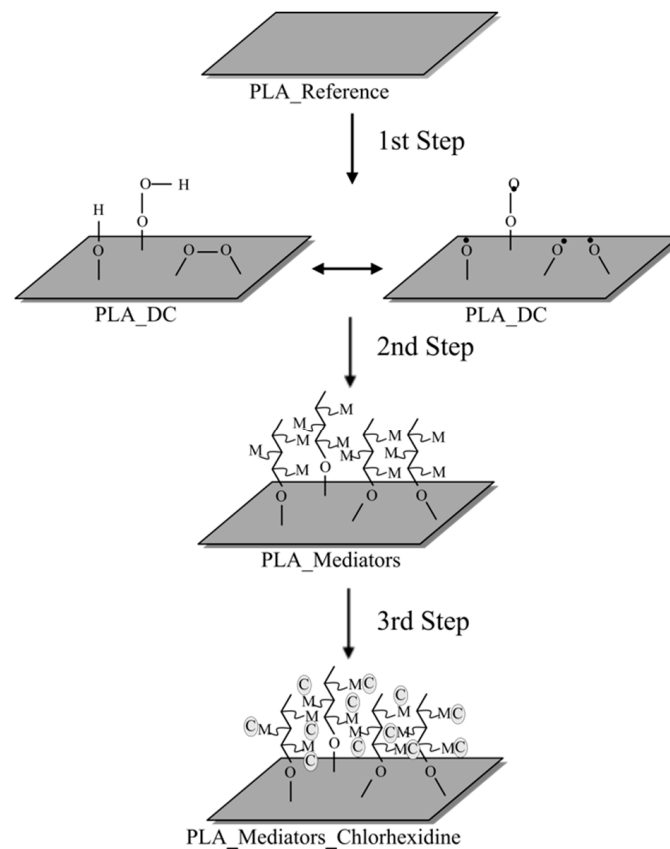 PLA_Reference
1st Step
O H
H
O
O
O O O
PLA_DC
O
O
O O O
PLA_DC
2nd Step
M
M M
M M M M
M M M M M
M M M M
O
O O O
PLA_Mediators
3rd Step
C M C C
M C M
C M C M M C M C
M C M C M C
C O
O O O
PLA_Mediators_Chlorhexidine